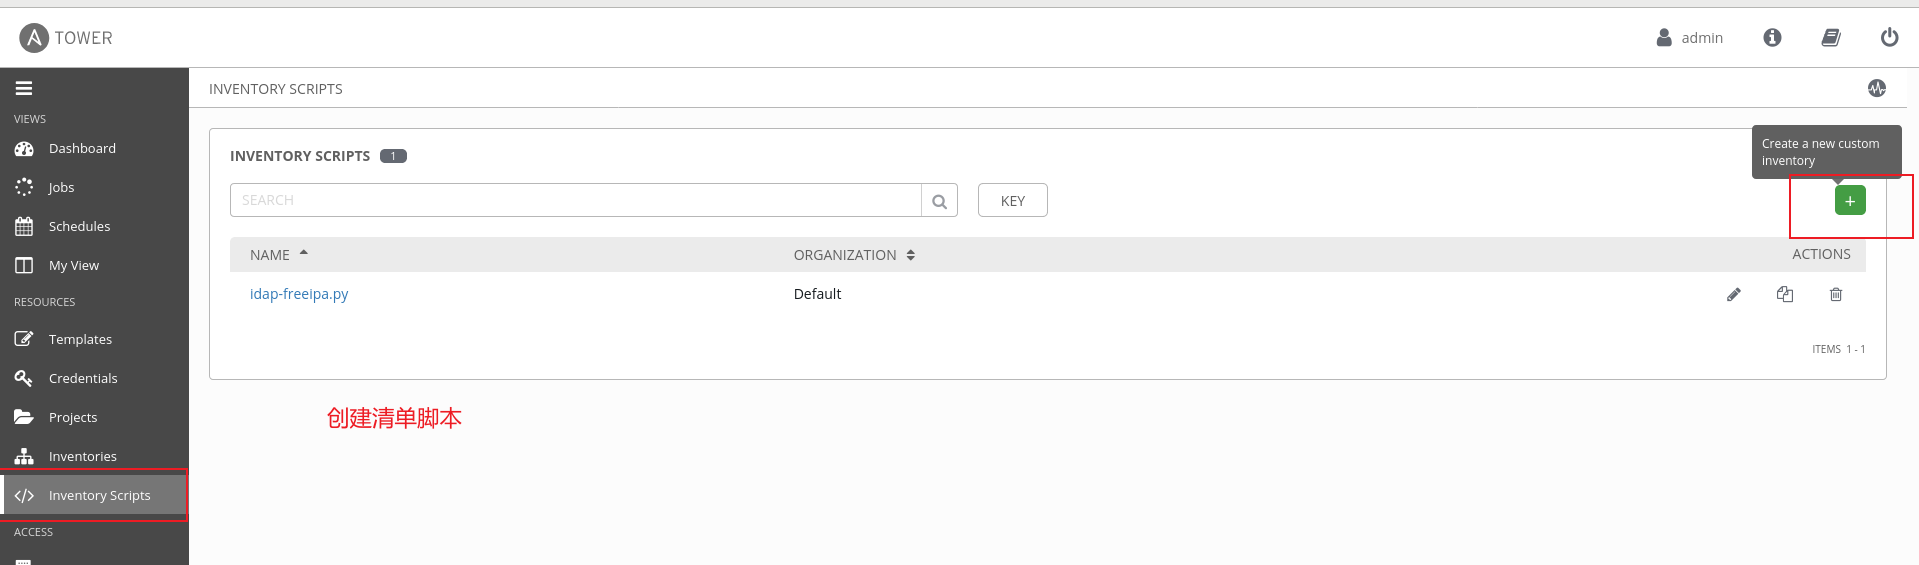 TOWER
admin
INVENTORY SCRIPTS
VIEWS
Dashboard
Jobs
Schedules
My View
RESOURCES
Templates
Credentials
Projects
Inventories
Inventory Scripts
ACCESS
INVENTORY SCRIPTS 1
Create a new custom
inventory
SEARCH
KEY
+
NAME ORGANIZATION ACTIONS
idap-freeipa.py Default
ITEMS 1 - 1
创建清单脚本